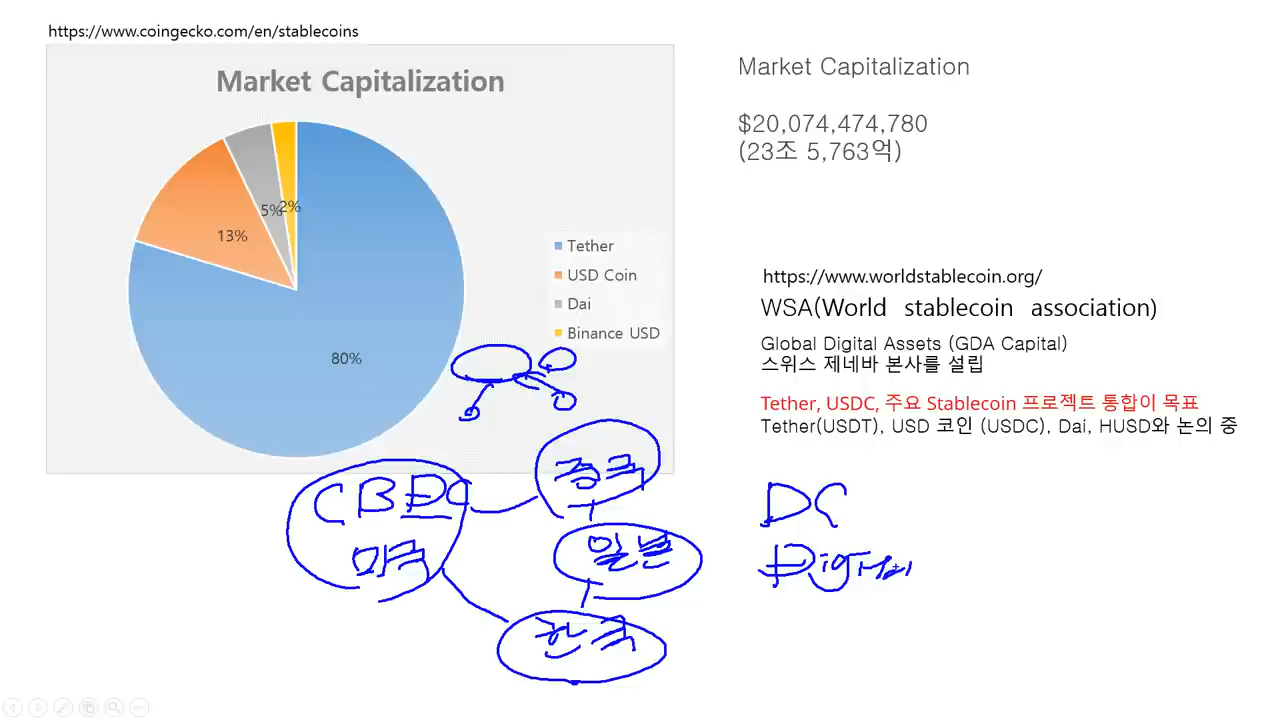 https://www.coingecko.com/en/stablecoins
Market Capitalization
2%
5%
13%
80%
Tether
USD Coin
Dai
Binance USD
Market Capitalization
$20,074,474,780
(23조 5,763억)
https://www.worldstablecoin.org/
WSA(World stablecoin association)
Global Digital Assets (GDA Capital)
스위스 제네바 본사를 설립
Tether, USDC, 주요 Stablecoin 프로젝트 통합이 목표
Tether(USDT), USD 코인 (USDC), Dai, HUSD와 논의 중
CBDC
미국
중국
일본
한국
DC
Digital